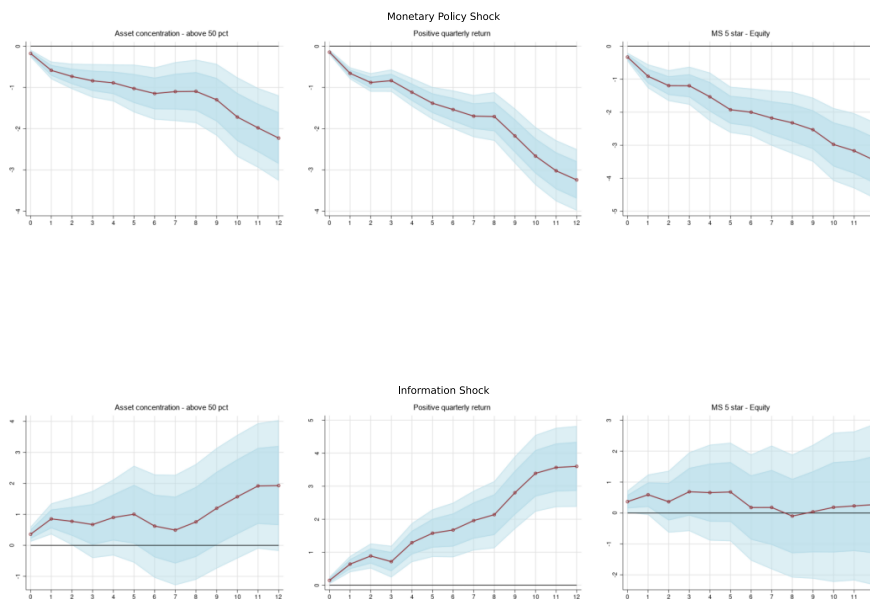 Monetary Policy Shock
Asset concentration - above 50 pct
Positive quarterly return
MS 5 star - Equity
0
-1
-2
-3
-4
0 1 2 3 4 5 6 7 8 9 10 11 12
0
-1
-2
-3
-4
0 1 2 3 4 5 6 7 8 9 10 11 12
0
-1
-2
-3
-4
-5
0 1 2 3 4 5 6 7 8 9 10 11
Information Shock
Asset concentration - above 50 pct
Positive quarterly return
MS 5 star - Equity
4
3
2
1
0
-1
0 1 2 3 4 5 6 7 8 9 10 11 12
5
4
3
2
1
0
0 1 2 3 4 5 6 7 8 9 10 11 12
3
2
1
0
-1
-2
0 1 2 3 4 5 6 7 8 9 10 11